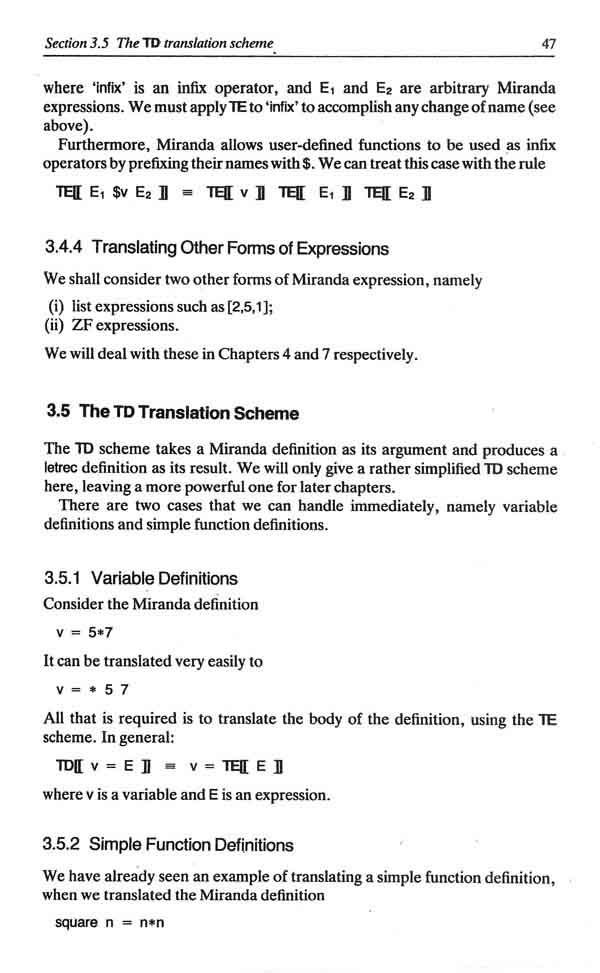 Section 3.5 The TD translation scheme 47
where 'infix' is an infix operator, and E₁ and E₂ are arbitrary Miranda
expressions. We must apply TE to 'infix' to accomplish any change of name (see
above).
Furthermore, Miranda allows user-defined functions to be used as infix
operators by prefixing their names with $. We can treat this case with the rule
TE⟦ E₁ $v E₂ ⟧ ≡ TE⟦ v ⟧ TE⟦ E₁ ⟧ TE⟦ E₂ ⟧
3.4.4 Translating Other Forms of Expressions
We shall consider two other forms of Miranda expression, namely
(i) list expressions such as [2,5,1];
(ii) ZF expressions.
We will deal with these in Chapters 4 and 7 respectively.
3.5 The TD Translation Scheme
The TD scheme takes a Miranda definition as its argument and produces a
letrec definition as its result. We will only give a rather simplified TD scheme
here, leaving a more powerful one for later chapters.
There are two cases that we can handle immediately, namely variable
definitions and simple function definitions.
3.5.1 Variable Definitions
Consider the Miranda definition
v = 5*7
It can be translated very easily to
v = * 5 7
All that is required is to translate the body of the definition, using the TE
scheme. In general:
TD⟦ v = E ⟧ ≡ v = TE⟦ E ⟧
where v is a variable and E is an expression.
3.5.2 Simple Function Definitions
We have already seen an example of translating a simple function definition,
when we translated the Miranda definition
square n = n*n